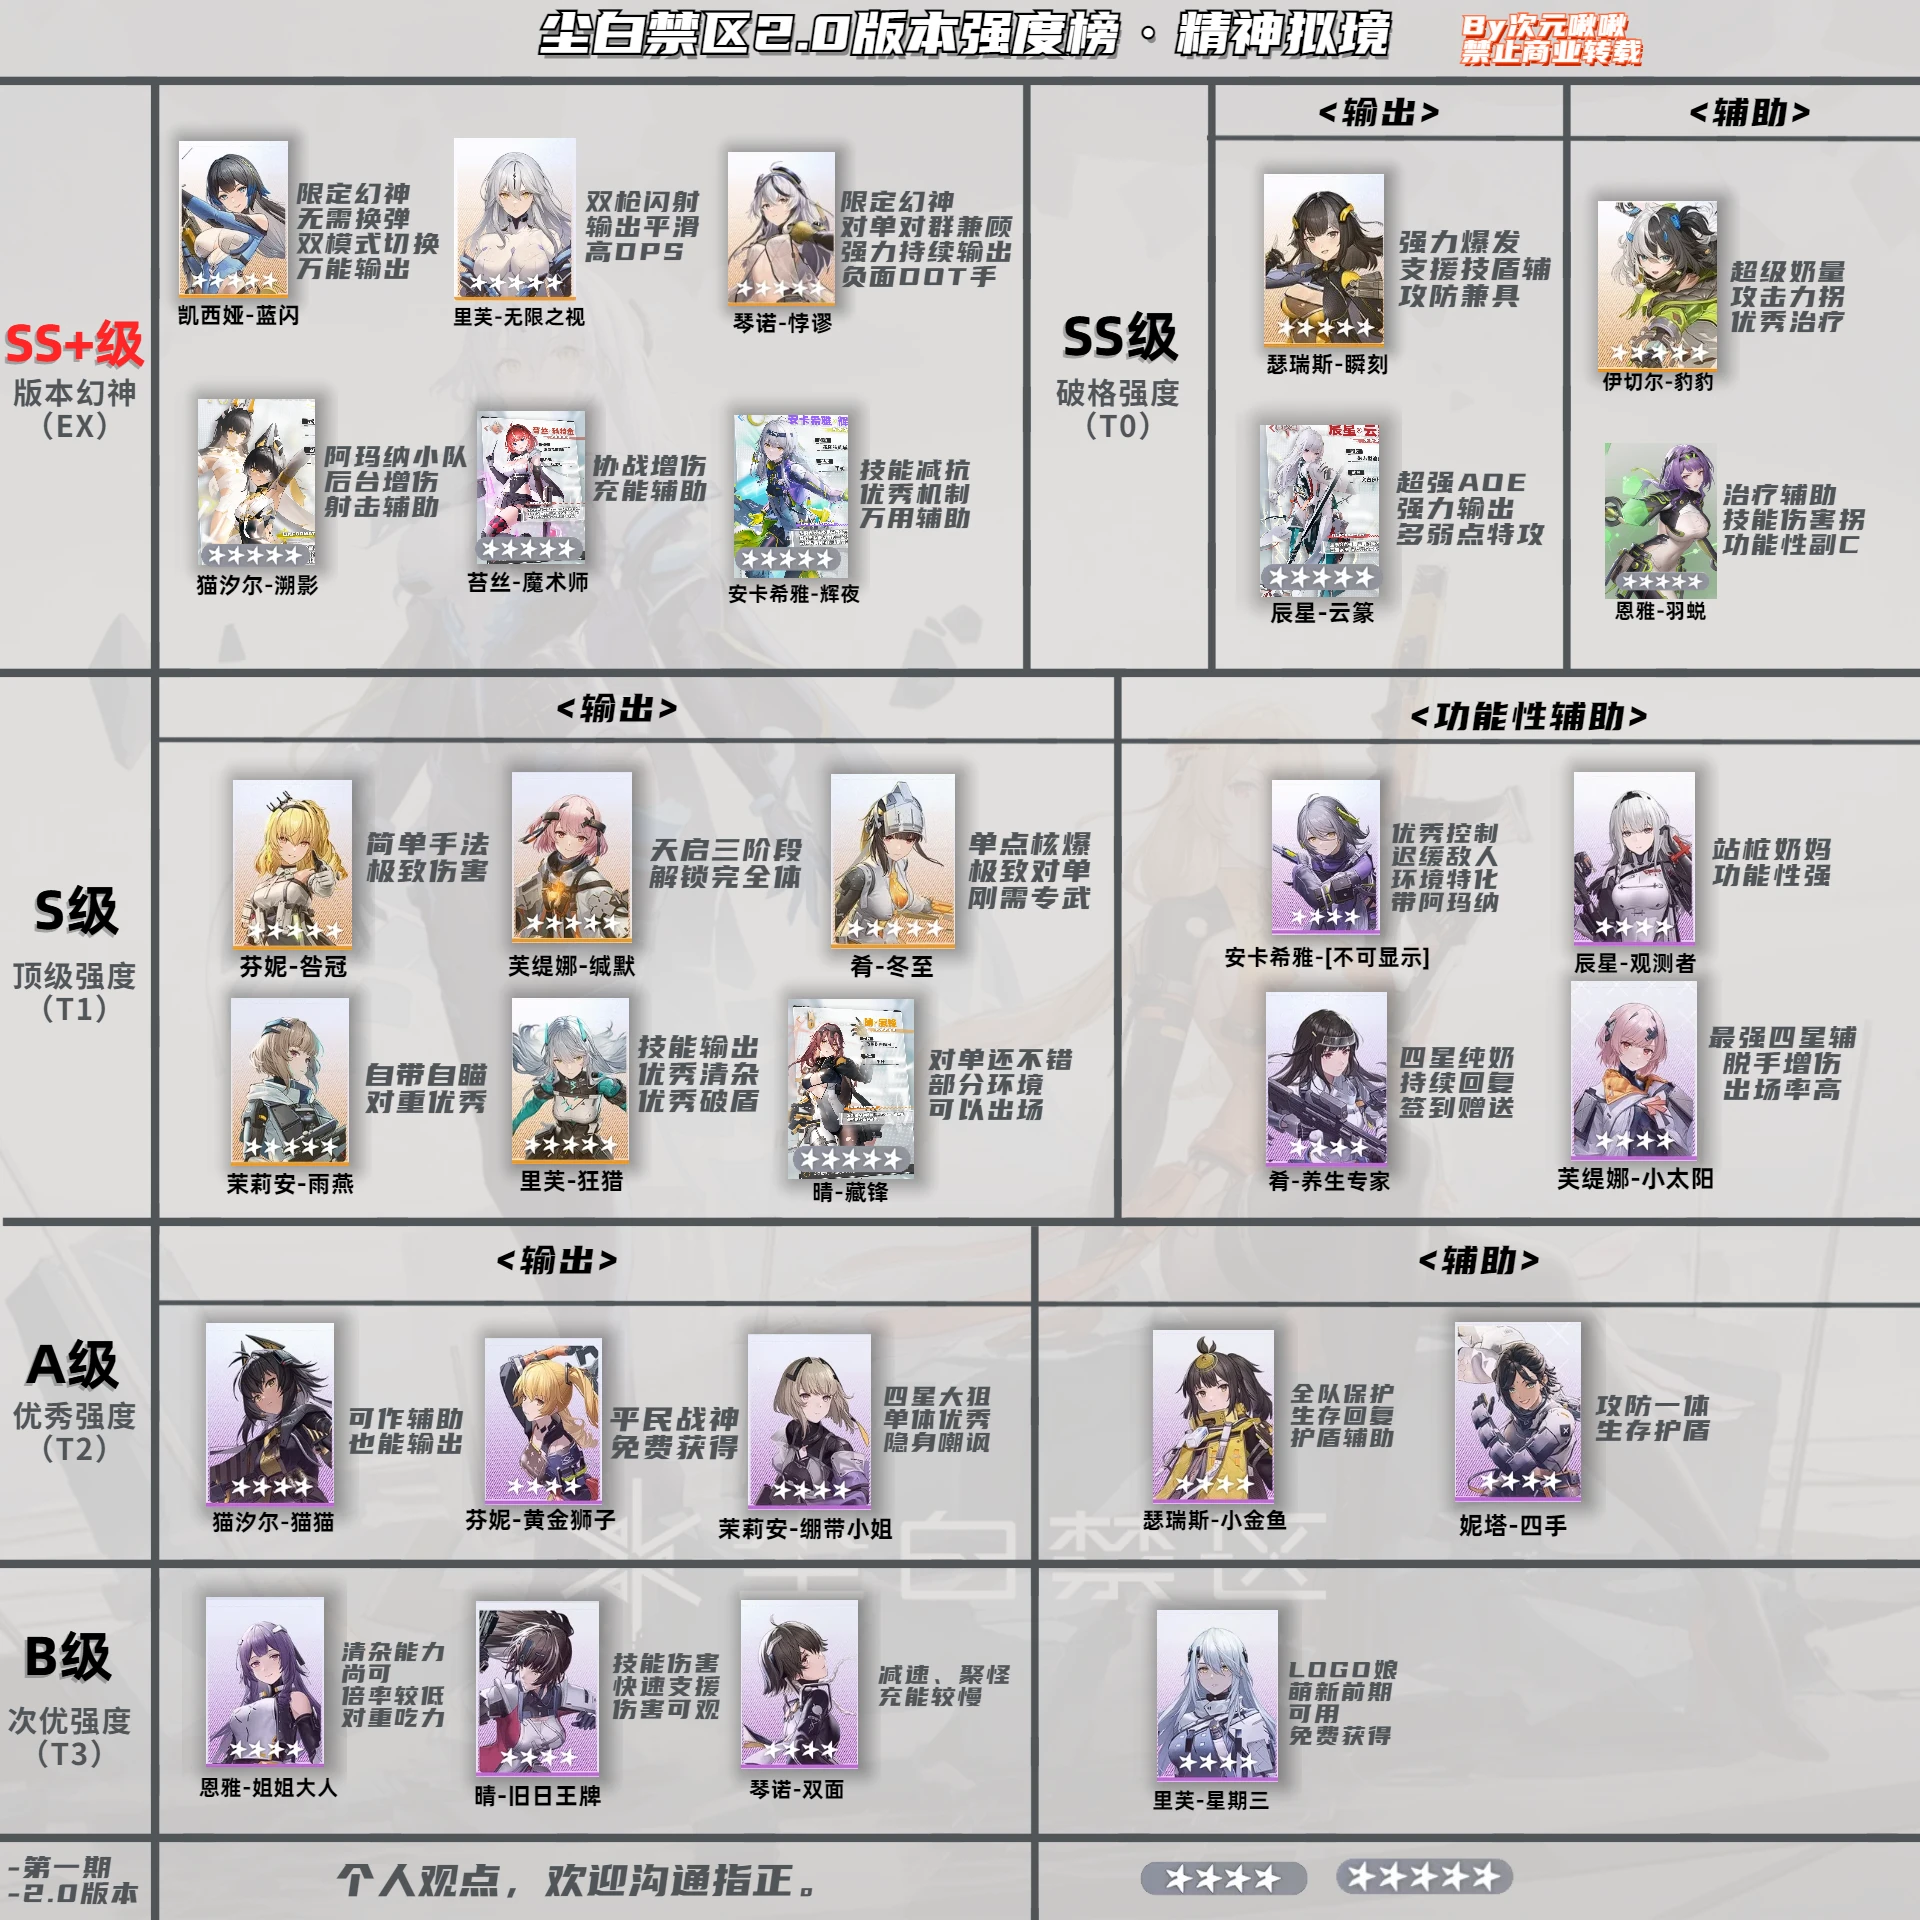 尘白禁区2.0版本强度榜·精神拟境
By次元啾啾
禁止商业转载
SS+级
版本幻神
（EX）
限定幻神
无需换弹
双模式切换
万能输出
凯西娅-蓝闪
双枪闪射
输出平滑
高DPS
里芙-无限之视
限定幻神
对单对群兼顾
强力持续输出
负面DOT手
琴诺-悖谬
阿玛纳小队
后台增伤
射击辅助
猫汐尔-溯影
协战增伤
充能辅助
苔丝-魔术师
技能减抗
优秀机制
万用辅助
安卡希雅-辉夜
SS级
破格强度
（T0）
<输出>
强力爆发
支援技盾辅
攻防兼具
瑟瑞斯-瞬刻
超强AOE
强力输出
多弱点特攻
辰星-云篆
<辅助>
超级奶量
攻击力拐
优秀治疗
伊切尔-豹豹
治疗辅助
技能伤害拐
功能性副C
恩雅-羽蜕
S级
顶级强度
（T1）
<输出>
简单手法
极致伤害
芬妮-咎冠
天启三阶段
解锁完全体
芙缇娜-缄默
单点核爆
极致对单
刚需专武
肴-冬至
自带自瞄
对重优秀
茉莉安-雨燕
技能输出
优秀清杂
优秀破盾
里芙-狂猎
对单还不错
部分环境
可以出场
晴-藏锋
<功能性辅助>
优秀控制
迟缓敌人
环境特化
带阿玛纳
安卡希雅-[不可显示]
站桩奶妈
功能性强
辰星-观测者
四星纯奶
持续回复
签到赠送
肴-养生专家
最强四星辅
脱手增伤
出场率高
芙缇娜-小太阳
A级
优秀强度
（T2）
<输出>
可作辅助
也能输出
猫汐尔-猫猫
平民战神
免费获得
芬妮-黄金狮子
四星大狙
单体优秀
隐身嘲讽
茉莉安-绷带小姐
<辅助>
全队保护
生存回复
护盾辅助
瑟瑞斯-小金鱼
攻防一体
生存护盾
妮塔-四手
尘白禁区
B级
次优强度
（T3）
清杂能力
尚可
倍率较低
对重吃力
恩雅-姐姐大人
技能伤害
快速支援
伤害可观
晴-旧日王牌
减速、聚怪
充能较慢
琴诺-双面
LOGO娘
萌新前期
可用
免费获得
里芙-星期三
-第一期
-2.0版本
个人观点，欢迎沟通指正。